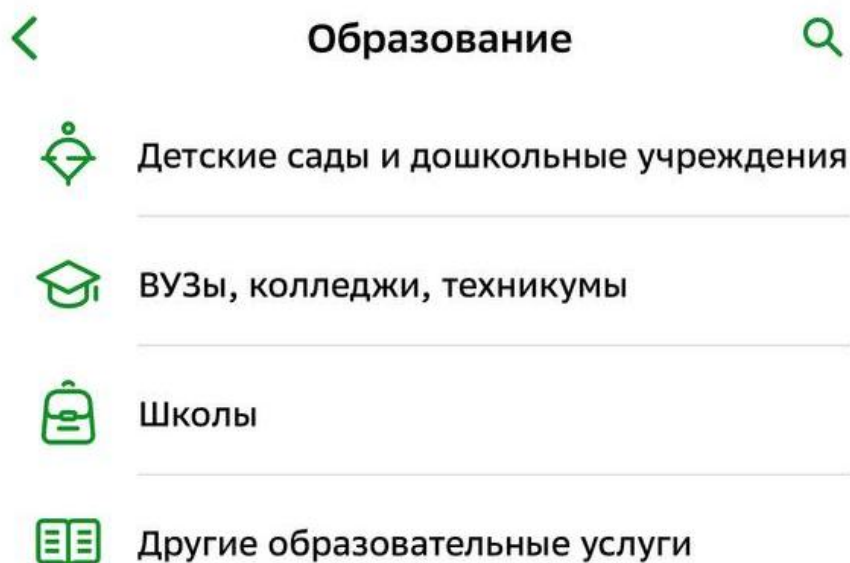 Образование
Детские сады и дошкольные учреждения
ВУЗы, колледжи, техникумы
Школы
Другие образовательные услуги